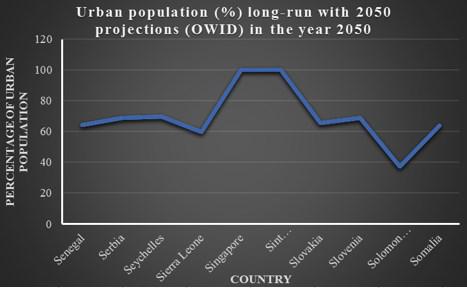 Urban population (%) long-run with 2050
projections (OWID) in the year 2050
PERCENTAGE OF URBAN
POPULATION
120
100
80
60
40
20
0
Senegal
Serbia
Seychelles
Sierra Leone
Singapore
Sint...
Slovakia
Slovenia
Solomon...
Somalia
COUNTRY